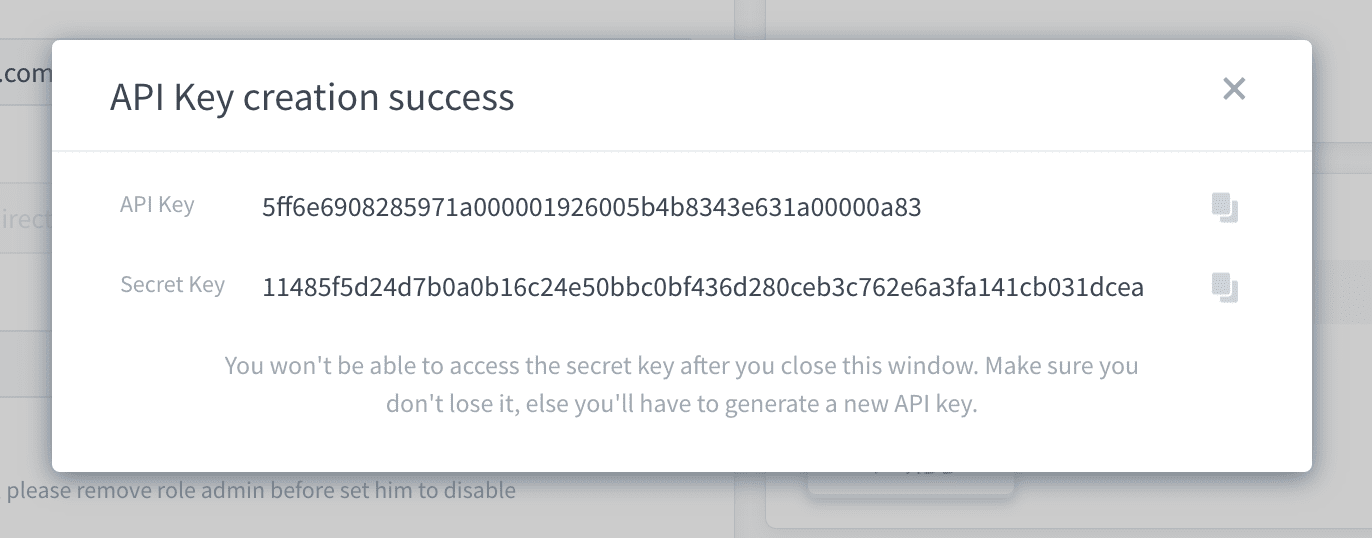 .com
API Key creation success
irect
API Key 5ff6e6908285971a000001926005b4b8343e631a00000a83
Secret Key 11485f5d24d7b0a0b16c24e50bbc0bf436d280ceb3c762e6a3fa141cb031dcea
You won't be able to access the secret key after you close this window. Make sure you
don't lose it, else you'll have to generate a new API key.
please remove role admin before set him to disable